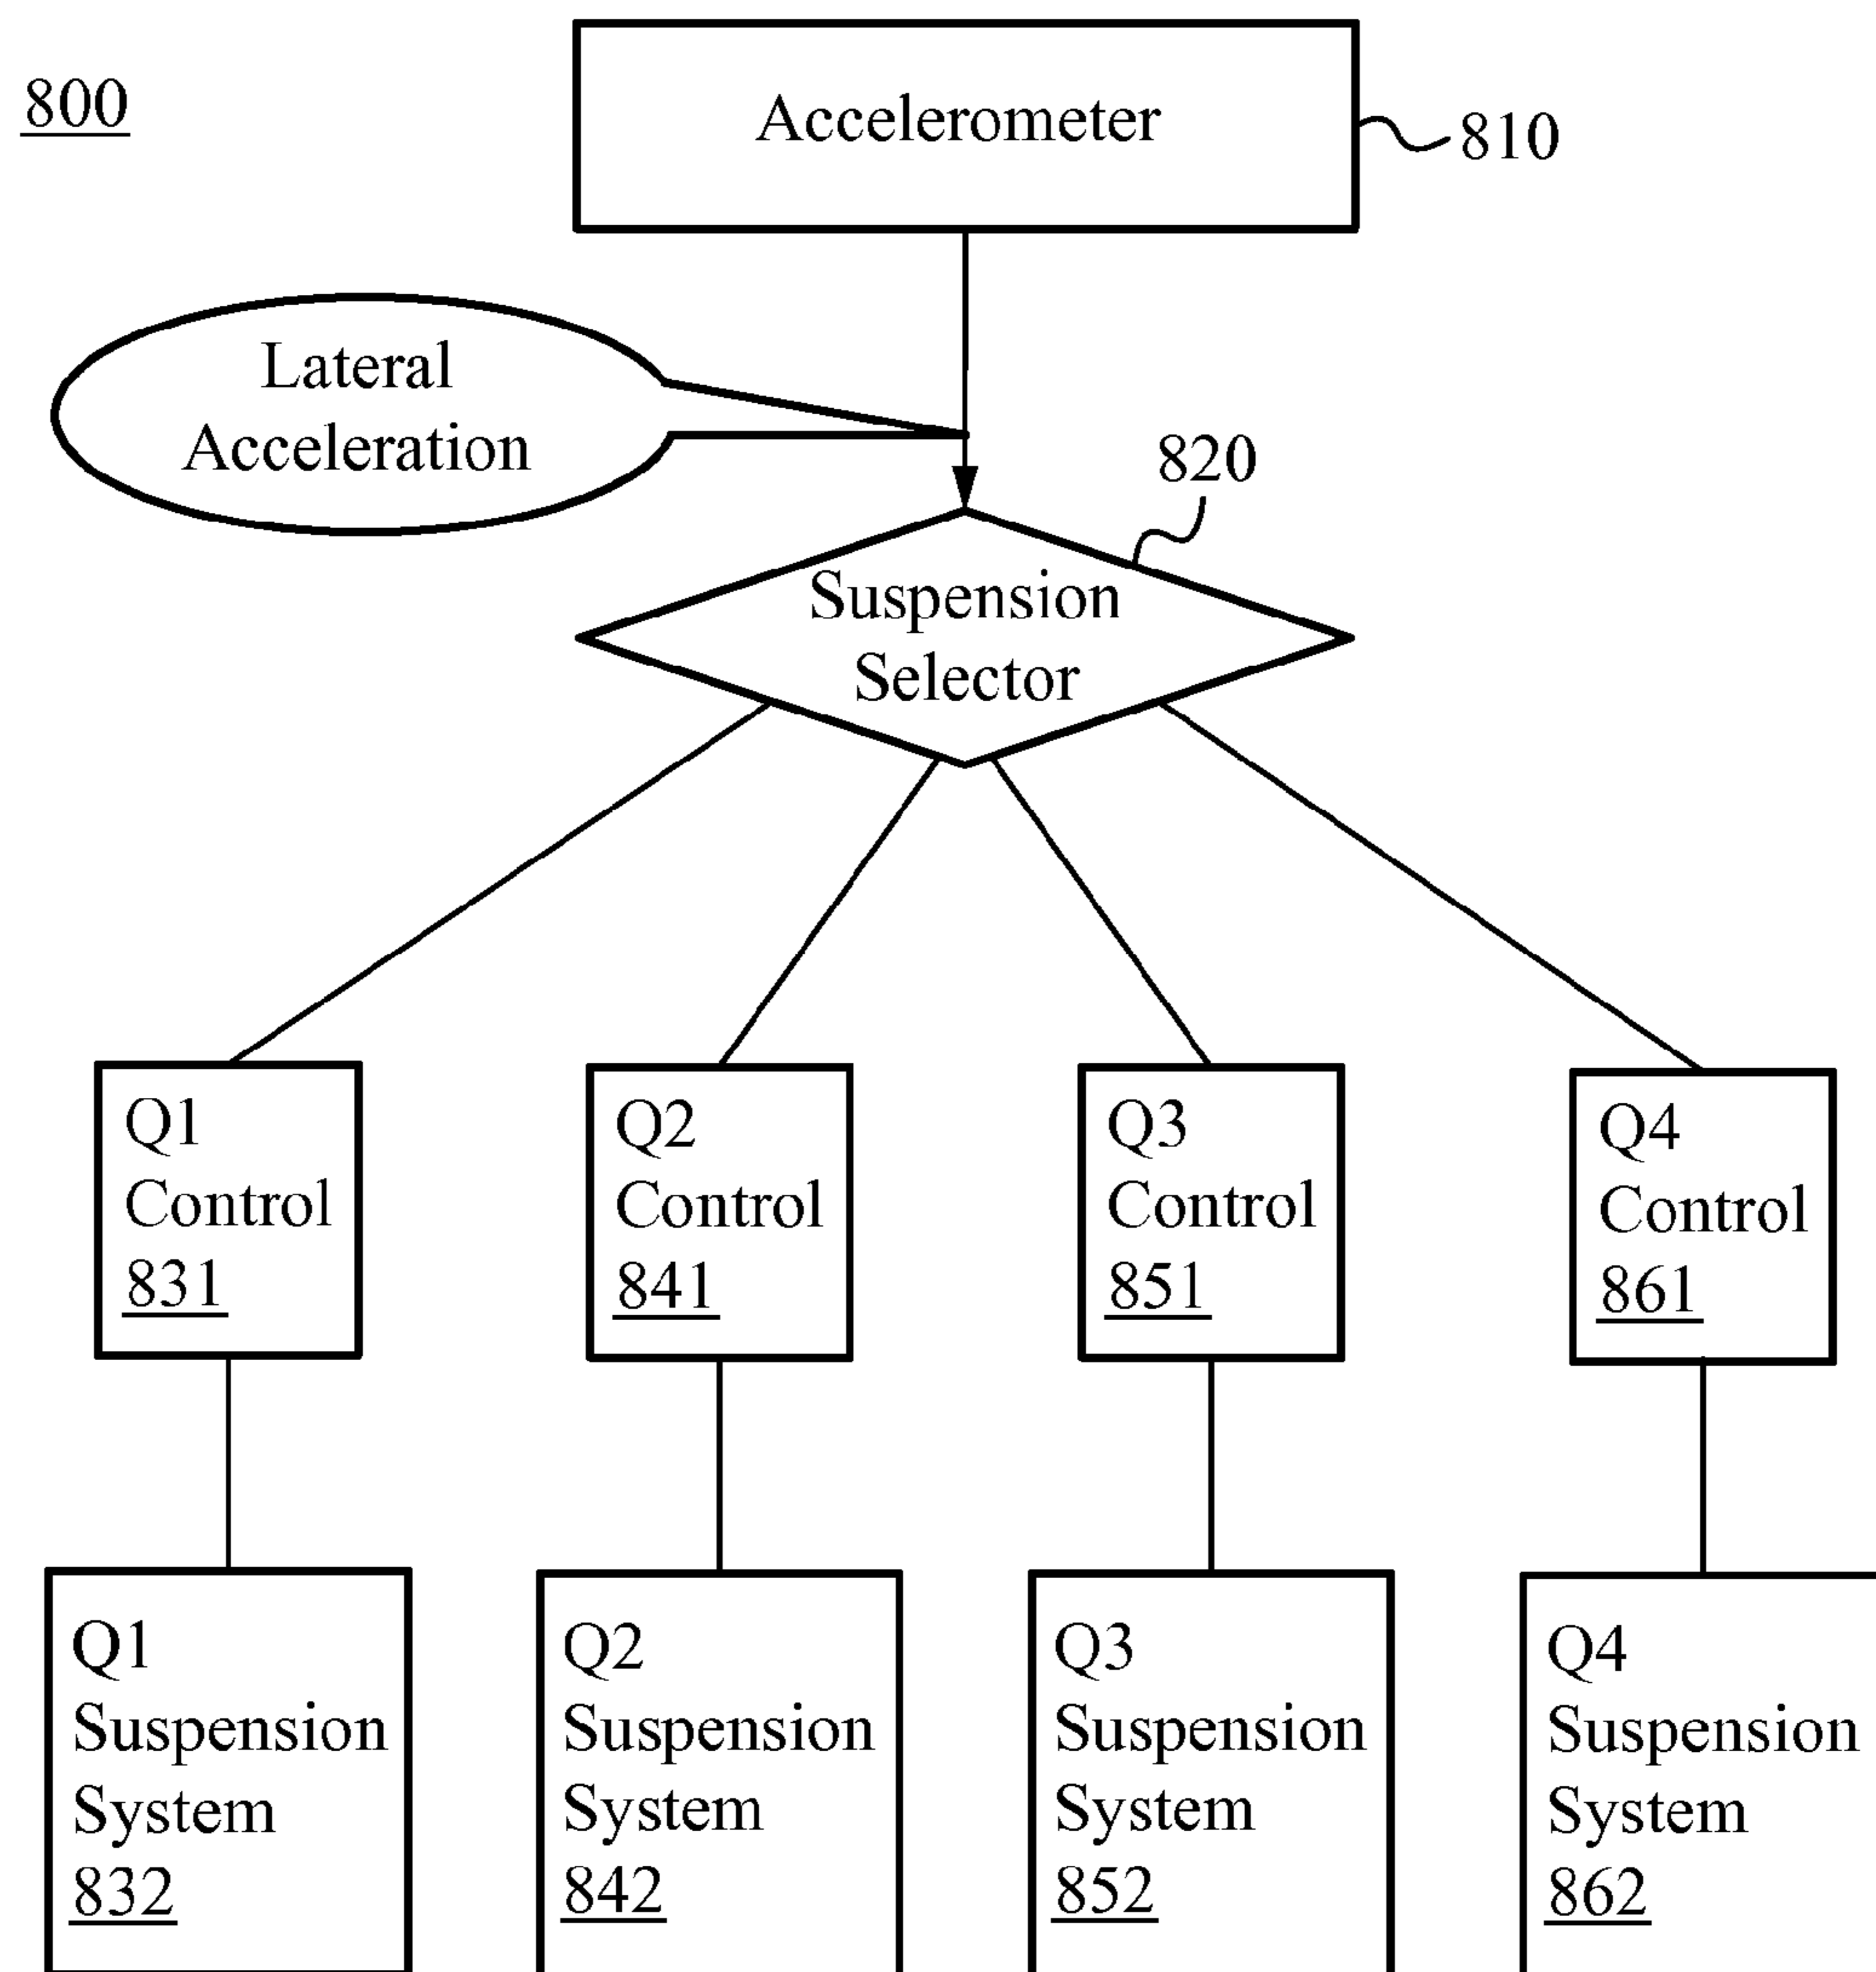 800
Accelerometer
810
Lateral
Acceleration
820
Suspension
Selector
Q1
Control
831
Q2
Control
841
Q3
Control
851
Q4
Control
861
Q1
Suspension
System
832
Q2
Suspension
System
842
Q3
Suspension
System
852
Q4
Suspension
System
862